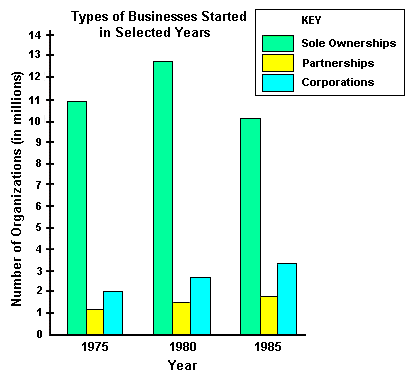 Types of Businesses Started
in Selected Years
KEY
Sole Ownerships
Partnerships
Corporations
Number of Organizations (in millions)
14
13
12
11
10
9
8
7
6
5
4
3
2
1
0
1975
1980
1985
Year